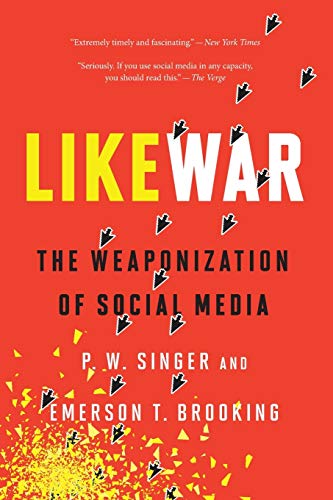 "Extremely timely and fascinating." — New York Times
"Seriously. If you use social media in any capacity,
you should read this." — The Verge
LIKEWAR
THE WEAPONIZATION
OF SOCIAL MEDIA
P. W. SINGER AND
EMERSON T. BROOKING